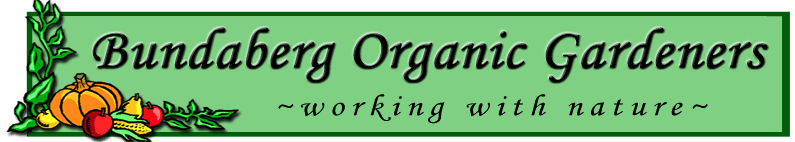 Bundaberg Organic Gardeners
~working with nature~